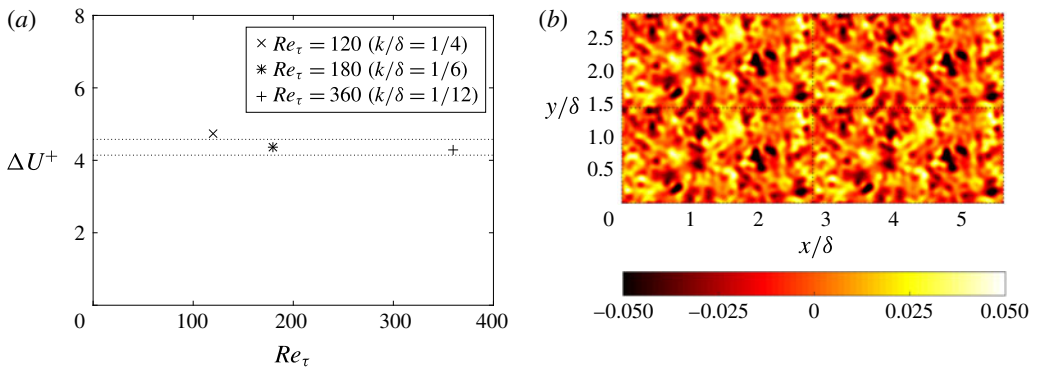 (a)
8
6
4
2
0
100
200
300
400
ΔU⁺
Re_τ
× Re_τ = 120 (k/δ = 1/4)
∗ Re_τ = 180 (k/δ = 1/6)
+ Re_τ = 360 (k/δ = 1/12)
(b)
2.5
2.0
1.5
1.0
0.5
0
1
2
3
4
5
y/δ
x/δ
−0.050
−0.025
0
0.025
0.050